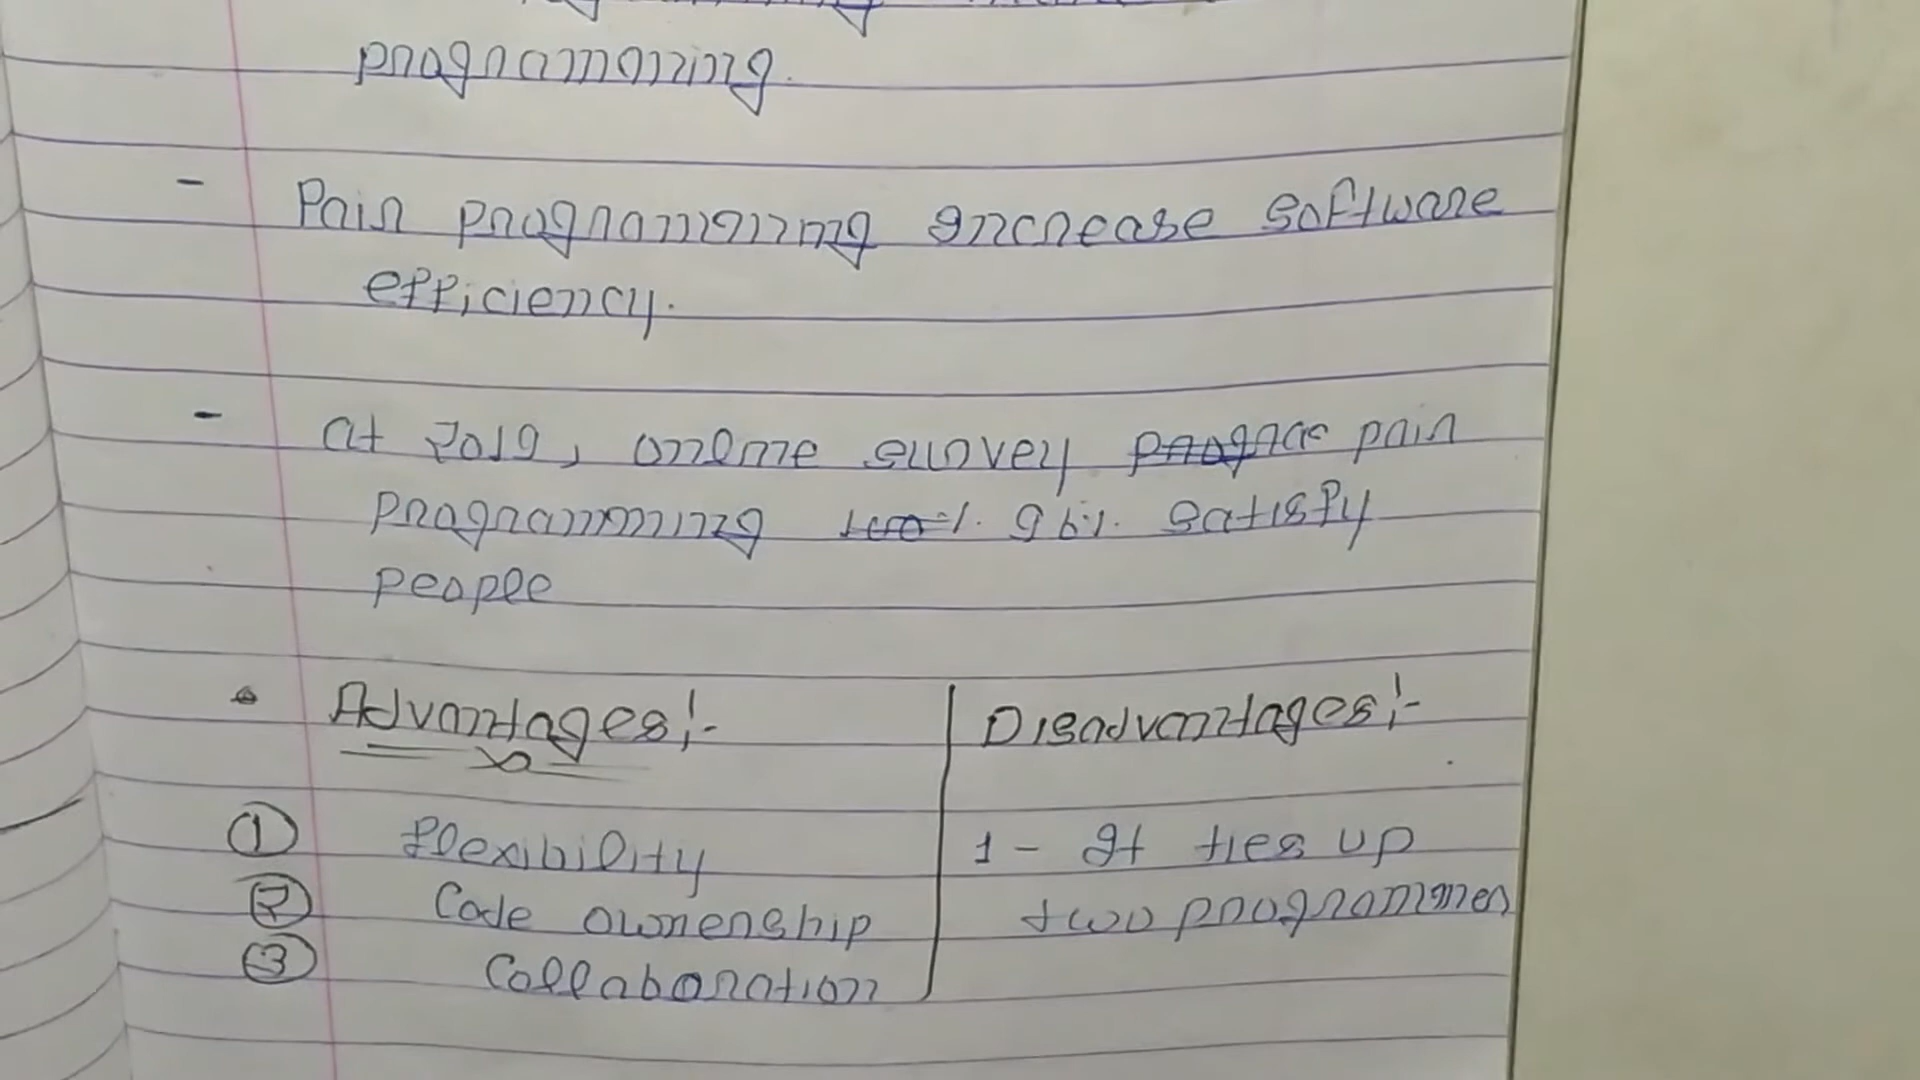 programming.
- Pair programming Increase software
efficiency.
- at 2019, online survey pair
programming 96% satisfy
people
• Advantages:-
Disadvantages:-
① flexibility
② Code ownership
③ Collaboration
1 - It ties up
two programmer